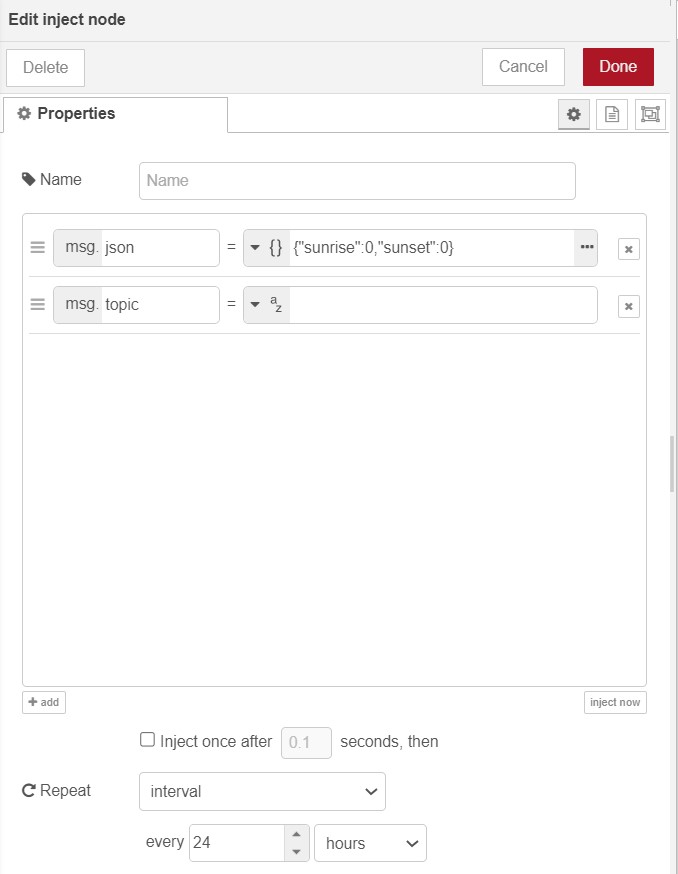 Edit inject node
Delete Cancel Done
Properties
Name Name
msg. json = {} {"sunrise":0,"sunset":0} •••
msg. topic = a z
+ add inject now
Inject once after 0.1 seconds, then
Repeat interval
every 24 hours